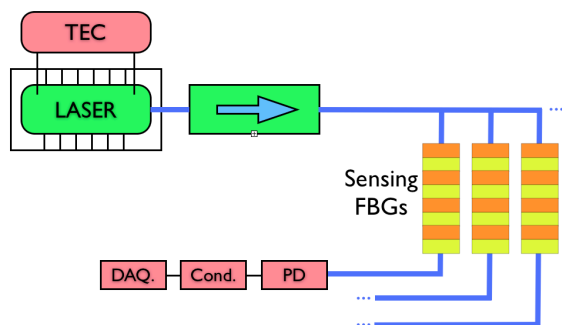 TEC
LASER
...
Sensing
FBGs
DAQ.
Cond.
PD
...
...